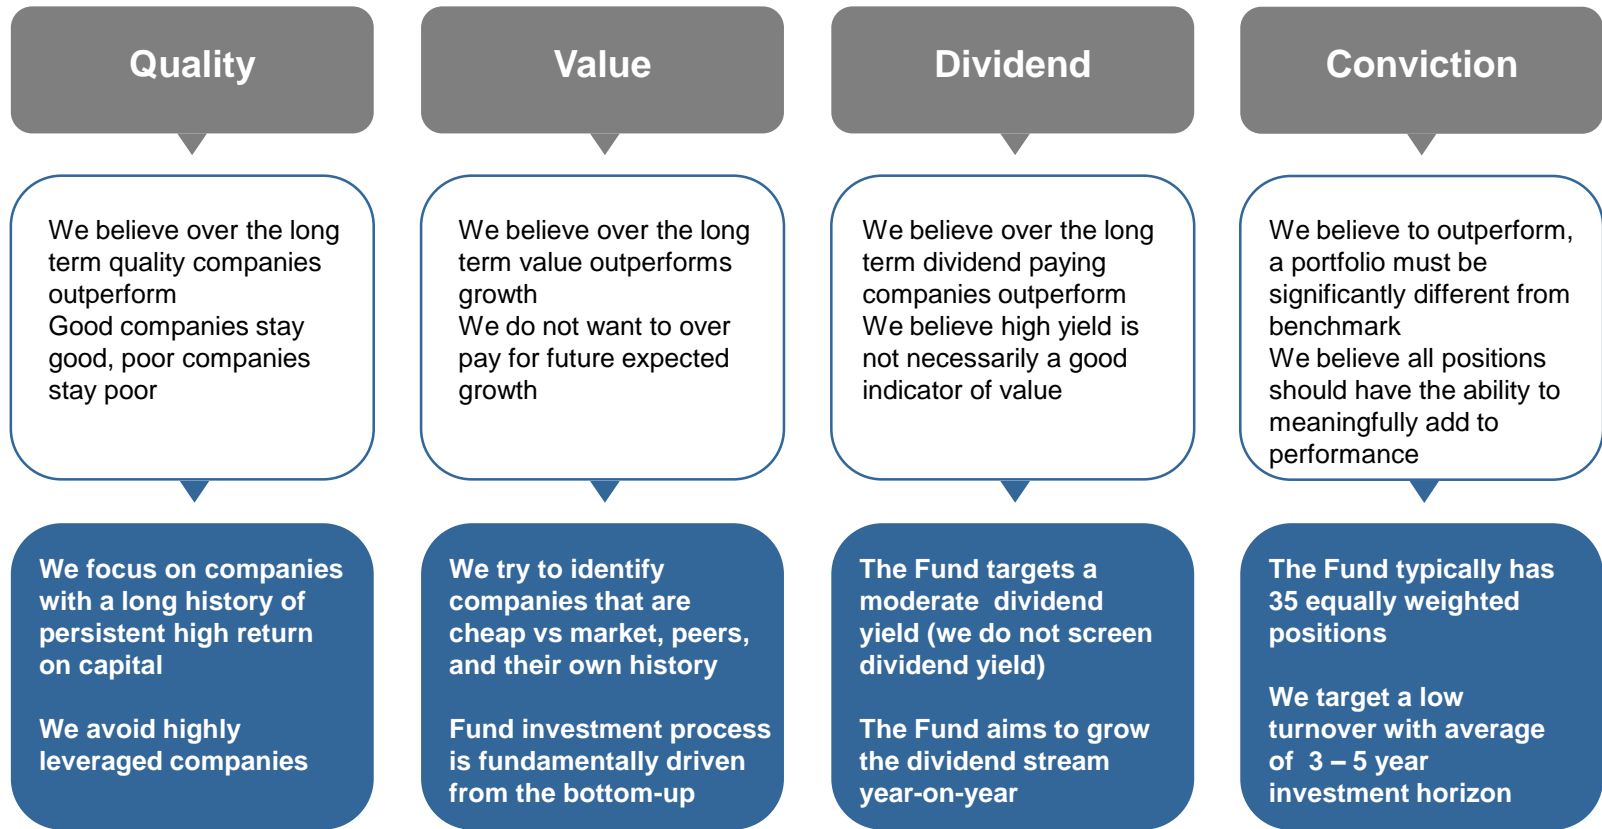 Quality
We believe over the long
term quality companies
outperform
Good companies stay
good, poor companies
stay poor
We focus on companies
with a long history of
persistent high return
on capital
We avoid highly
leveraged companies
Value
We believe over the long
term value outperforms
growth
We do not want to over
pay for future expected
growth
We try to identify
companies that are
cheap vs market, peers,
and their own history
Fund investment process
is fundamentally driven
from the bottom-up
Dividend
We believe over the long
term dividend paying
companies outperform
We believe high yield is
not necessarily a good
indicator of value
The Fund targets a
moderate dividend
yield (we do not screen
dividend yield)
The Fund aims to grow
the dividend stream
year-on-year
Conviction
We believe to outperform,
a portfolio must be
significantly different from
benchmark
We believe all positions
should have the ability to
meaningfully add to
performance
The Fund typically has
35 equally weighted
positions
We target a low
turnover with average
of 3 – 5 year
investment horizon